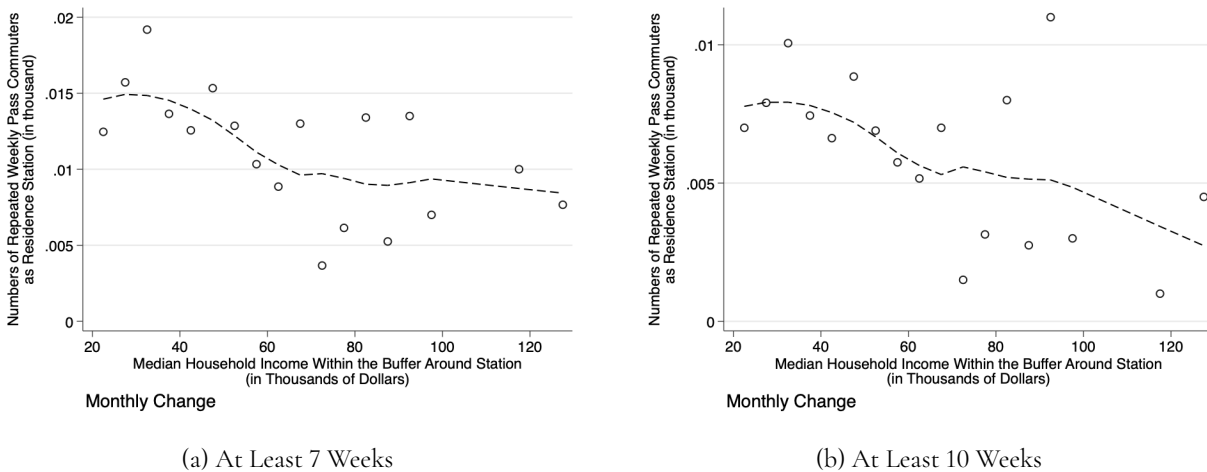 Numbers of Repeated Weekly Pass Commuters
as Residence Station (in thousand)
.02
.015
.01
.005
0
20 40 60 80 100 120
Median Household Income Within the Buffer Around Station
(in Thousands of Dollars)
Monthly Change
(a) At Least 7 Weeks
Numbers of Repeated Weekly Pass Commuters
as Residence Station (in thousand)
.01
.005
0
20 40 60 80 100 120
Median Household Income Within the Buffer Around Station
(in Thousands of Dollars)
Monthly Change
(b) At Least 10 Weeks